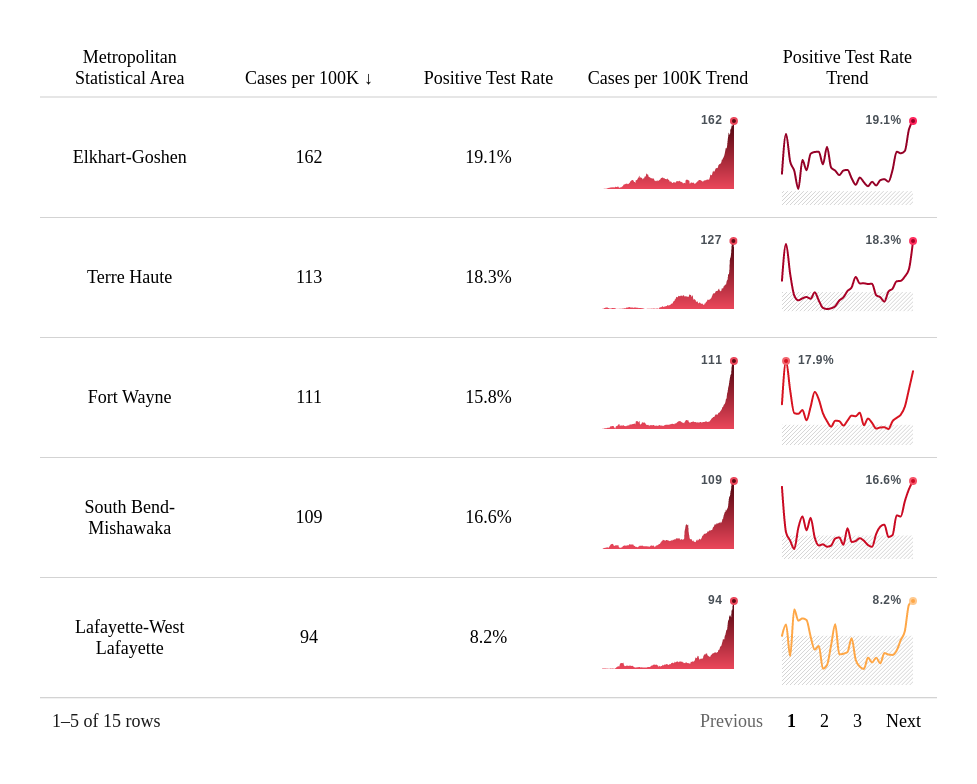 Metropolitan
Statistical Area
Cases per 100K ↓
Positive Test Rate
Cases per 100K Trend
Positive Test Rate
Trend
Elkhart-Goshen
162
19.1%
162
19.1%
Terre Haute
113
18.3%
127
18.3%
Fort Wayne
111
15.8%
111
17.9%
South Bend-
Mishawaka
109
16.6%
109
16.6%
Lafayette-West
Lafayette
94
8.2%
94
8.2%
1–5 of 15 rows
Previous 1 2 3 Next